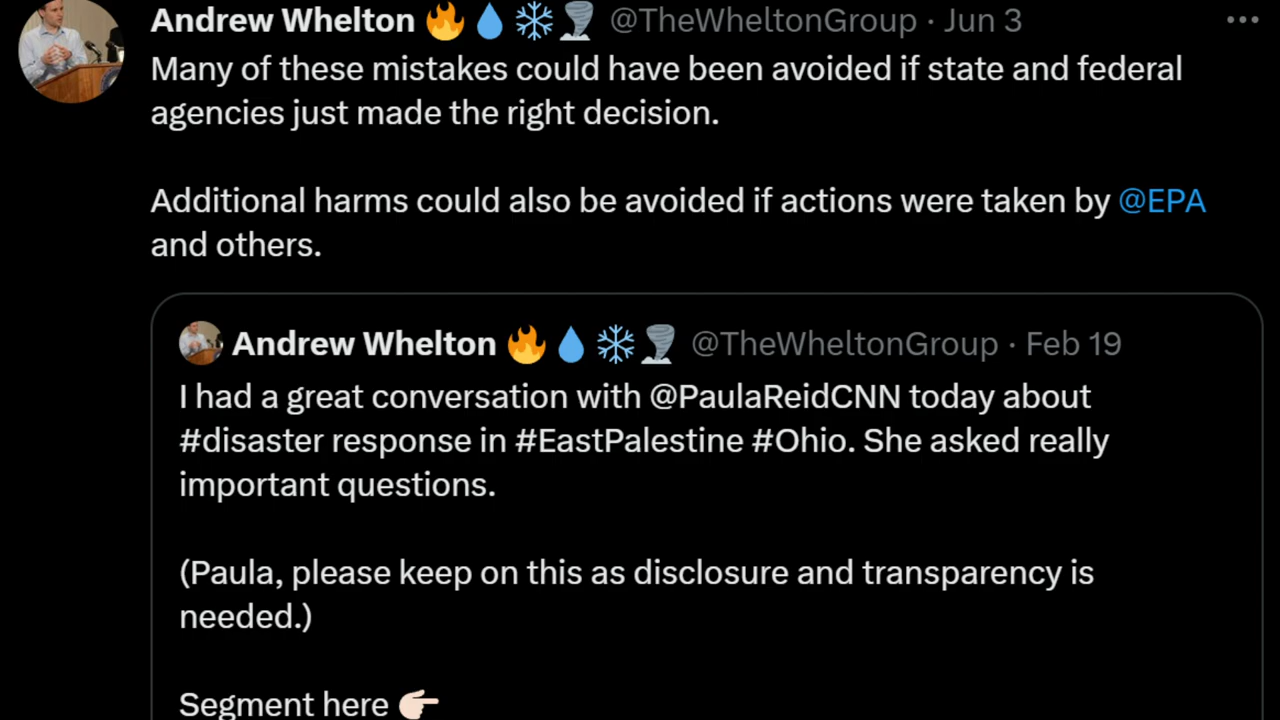 Andrew Whelton 🔥💧❄️🌪️ @TheWheltonGroup · Jun 3
Many of these mistakes could have been avoided if state and federal
agencies just made the right decision.
Additional harms could also be avoided if actions were taken by @EPA
and others.
Andrew Whelton 🔥💧❄️🌪️ @TheWheltonGroup · Feb 19
I had a great conversation with @PaulaReidCNN today about
#disaster response in #EastPalestine #Ohio. She asked really
important questions.
(Paula, please keep on this as disclosure and transparency is
needed.)
Segment here 👉🏻